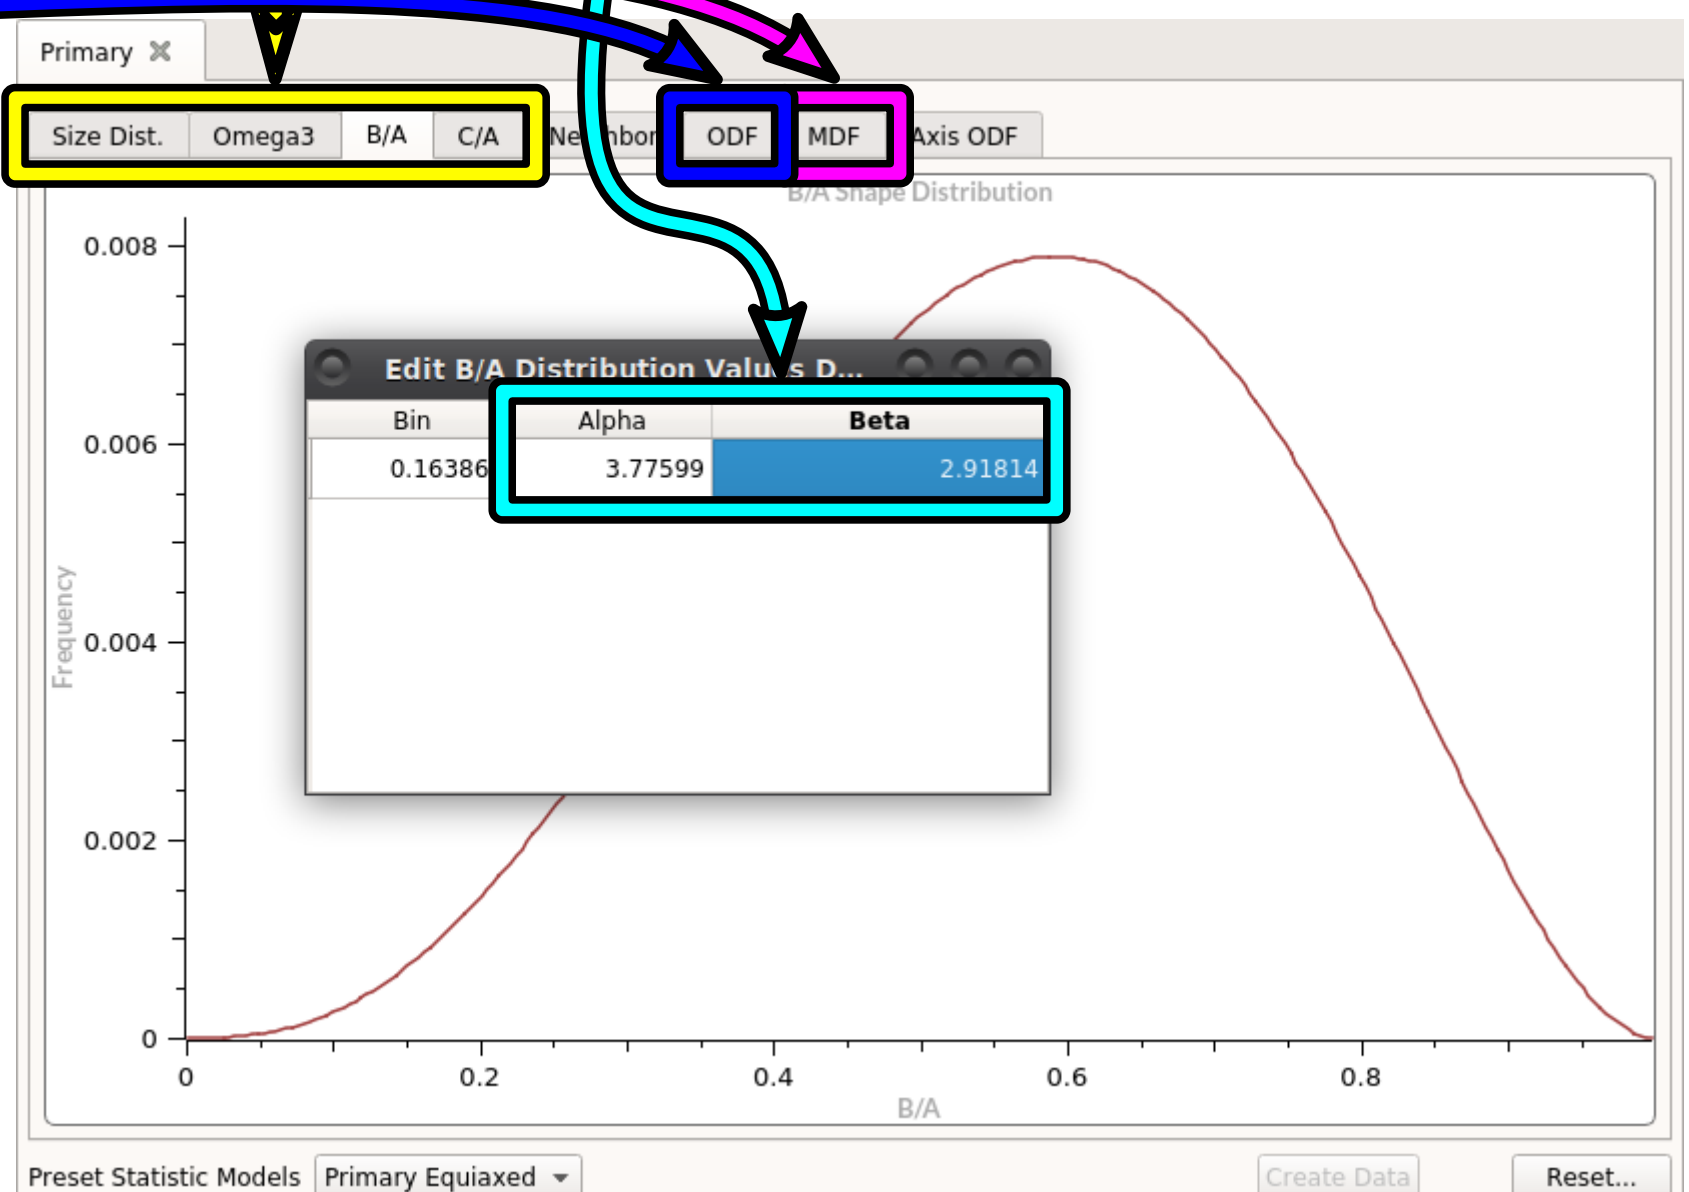 Primary
Size Dist. Omega3 B/A C/A ODF MDF Axis ODF
B/A Shape Distribution
0.008
Edit B/A Distribution Values D...
Bin Alpha Beta
0.16386 3.77599 2.91814
0.006
0.004
Frequency
0.002
0
0 0.2 0.4 0.6 0.8
B/A
Preset Statistic Models Primary Equiaxed Create Data Reset...